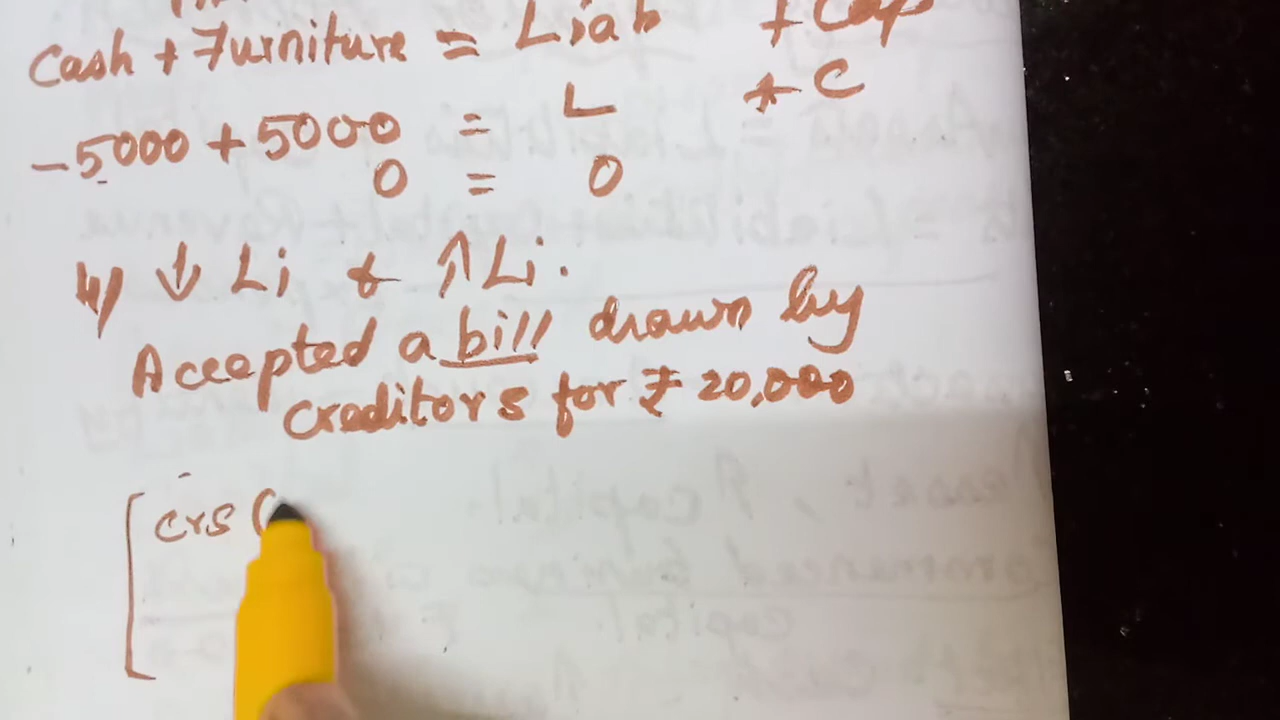 Cash + Furniture = Liab + Cap
-5000 + 5000 = L + C
0 = 0
4/ ↓ Li & ↑ Li.
Accepted a bill drawn by
creditors for ₹ 20,000
crs (